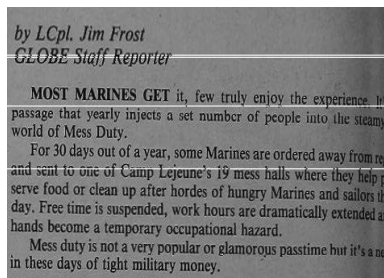 by LCpl. Jim Frost
GLOBE Staff Reporter
MOST MARINES GET it, few truly enjoy the experience.
passage that yearly injects a set number of people into the steamy
world of Mess Duty.
For 30 days out of a year, some Marines are ordered away from
and sent to one of Camp Lejeune's 19 mess halls where they help
serve food or clean up after hordes of hungry Marines and sailors
day. Free time is suspended, work hours are dramatically extended
hands become a temporary occupational hazard.
Mess duty is not a very popular or glamorous passtime but it's a
in these days of tight military money.